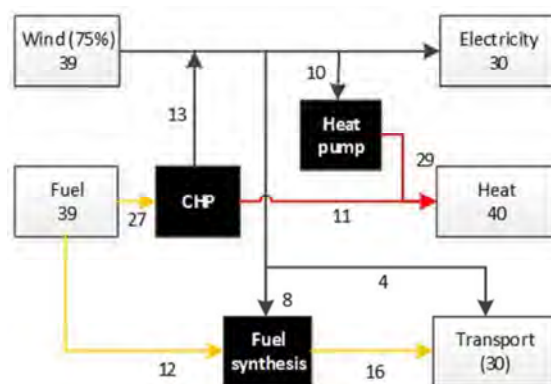 Wind (75%)
39
Electricity
30
10
13
Heat
pump
29
Fuel
39
27
CHP
11
Heat
40
4
8
Fuel
synthesis
12
16
Transport
(30)